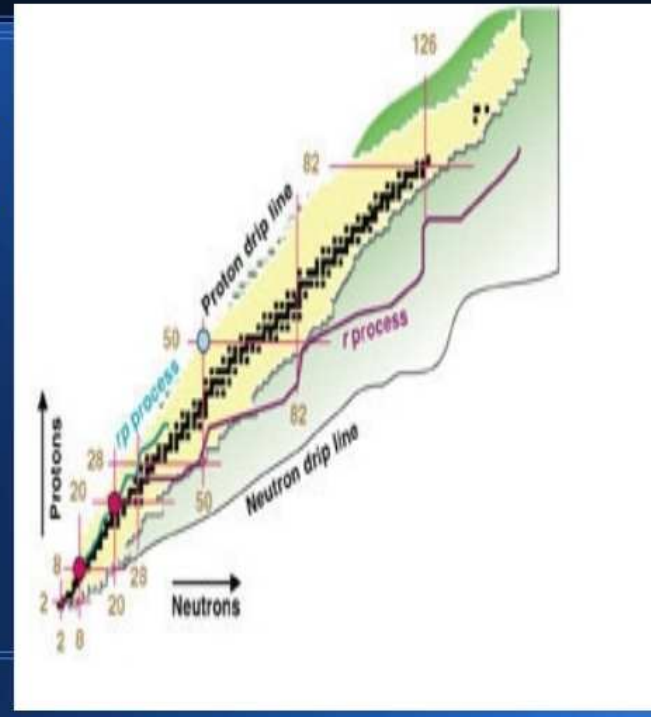 126
82
Proton drip line
50
rp process
r process
82
28
Protons
20
50
Neutron drip line
8
28
2
20
Neutrons
2 8